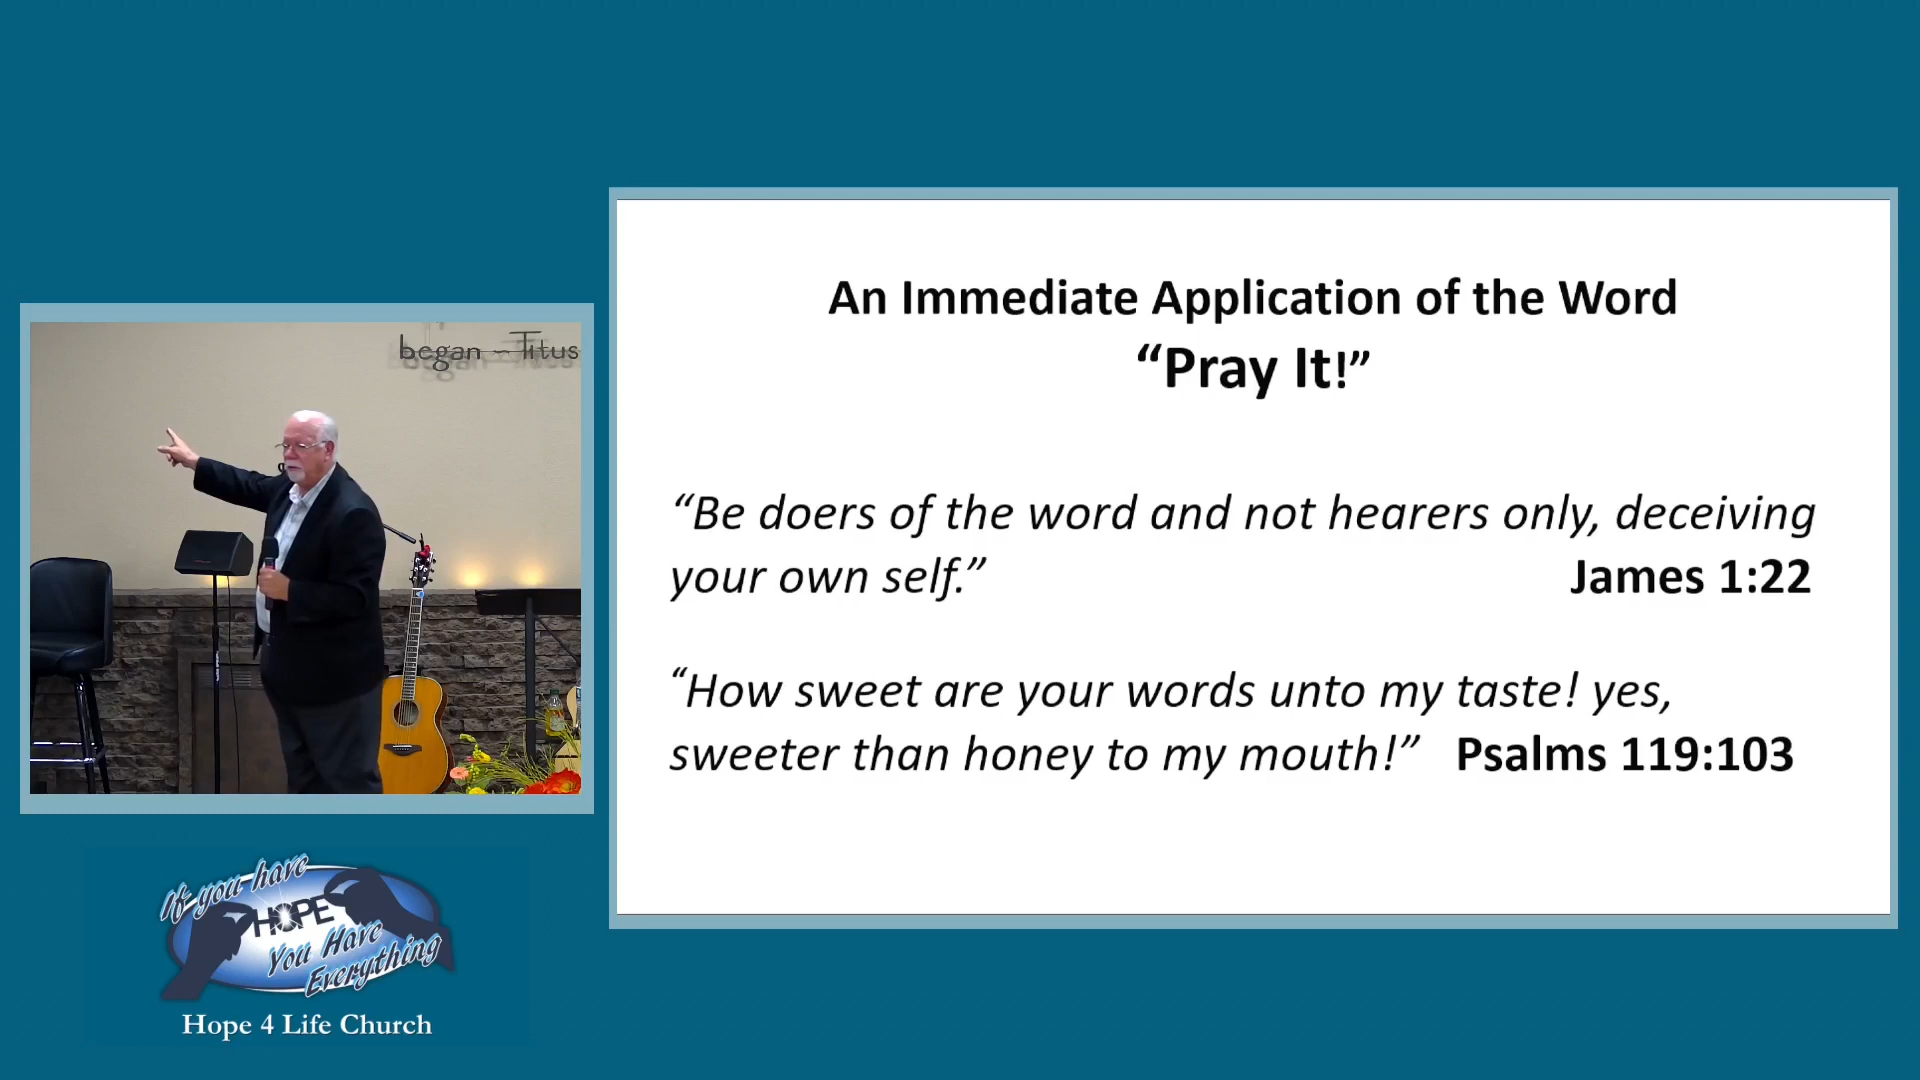 began ~ Titus
An Immediate Application of the Word
“Pray It!”
“Be doers of the word and not hearers only, deceiving
your own self.” James 1:22
“How sweet are your words unto my taste! yes,
sweeter than honey to my mouth!” Psalms 119:103
If you have
HOPE
You Have
Everything
Hope 4 Life Church